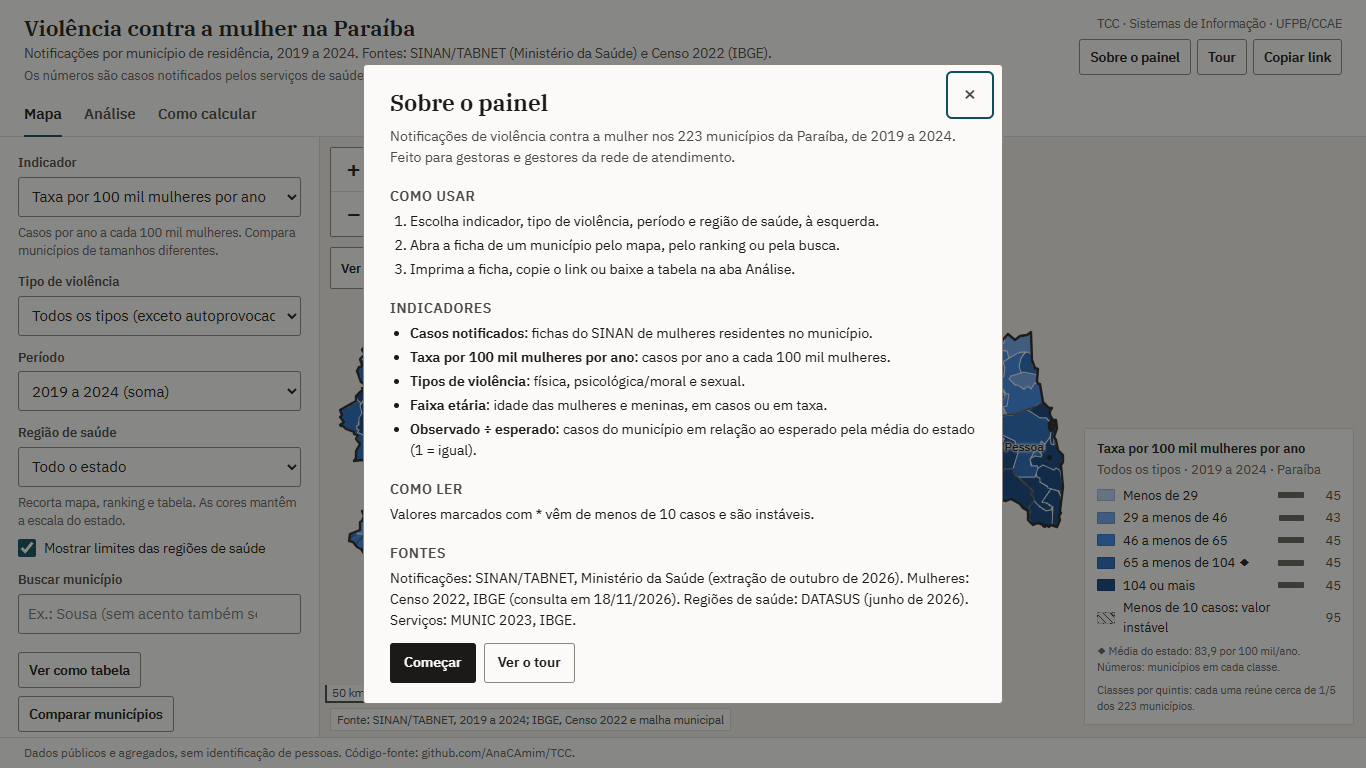 Violência contra a mulher na Paraíba
Notificações por município de residência, 2019 a 2024. Fontes: SINAN/TABNET (Ministério da Saúde) e Censo 2022 (IBGE).
Os números são casos notificados pelos serviços de saúde
TCC · Sistemas de Informação · UFPB/CCAE
Sobre o painel
Tour
Copiar link
Mapa
Análise
Como calcular
Indicador
Taxa por 100 mil mulheres por ano
Casos por ano a cada 100 mil mulheres. Compara
municípios de tamanhos diferentes.
Tipo de violência
Todos os tipos (exceto autoprovocac
Período
2019 a 2024 (soma)
Região de saúde
Todo o estado
Recorta mapa, ranking e tabela. As cores mantêm
a escala do estado.
Mostrar limites das regiões de saúde
Buscar município
Ex.: Sousa (sem acento também se
Ver como tabela
Comparar municípios
+
−
Ver
Sobre o painel
×
Notificações de violência contra a mulher nos 223 municípios da Paraíba, de 2019 a 2024.
Feito para gestoras e gestores da rede de atendimento.
COMO USAR
1. Escolha indicador, tipo de violência, período e região de saúde, à esquerda.
2. Abra a ficha de um município pelo mapa, pelo ranking ou pela busca.
3. Imprima a ficha, copie o link ou baixe a tabela na aba Análise.
INDICADORES
• Casos notificados: fichas do SINAN de mulheres residentes no município.
• Taxa por 100 mil mulheres por ano: casos por ano a cada 100 mil mulheres.
• Tipos de violência: física, psicológica/moral e sexual.
• Faixa etária: idade das mulheres e meninas, em casos ou em taxa.
• Observado ÷ esperado: casos do município em relação ao esperado pela média do estado
(1 = igual).
COMO LER
Valores marcados com * vêm de menos de 10 casos e são instáveis.
FONTES
Notificações: SINAN/TABNET, Ministério da Saúde (extração de outubro de 2026). Mulheres:
Censo 2022, IBGE (consulta em 18/11/2026). Regiões de saúde: DATASUS (junho de 2026).
Serviços: MUNIC 2023, IBGE.
Começar
Ver o tour
Pessoa
Taxa por 100 mil mulheres por ano
Todos os tipos · 2019 a 2024 · Paraíba
Menos de 29 45
29 a menos de 46 43
46 a menos de 65 45
65 a menos de 104 ◆ 45
104 ou mais 45
Menos de 10 casos: valor
instável 95
◆ Média do estado: 83,9 por 100 mil/ano.
Números: municípios em cada classe.
Classes por quintis: cada uma reúne cerca de 1/5
dos 223 municípios.
50 km
Fonte: SINAN/TABNET, 2019 a 2024; IBGE, Censo 2022 e malha municipal
Dados públicos e agregados, sem identificação de pessoas. Código-fonte: github.com/AnaCAmim/TCC.